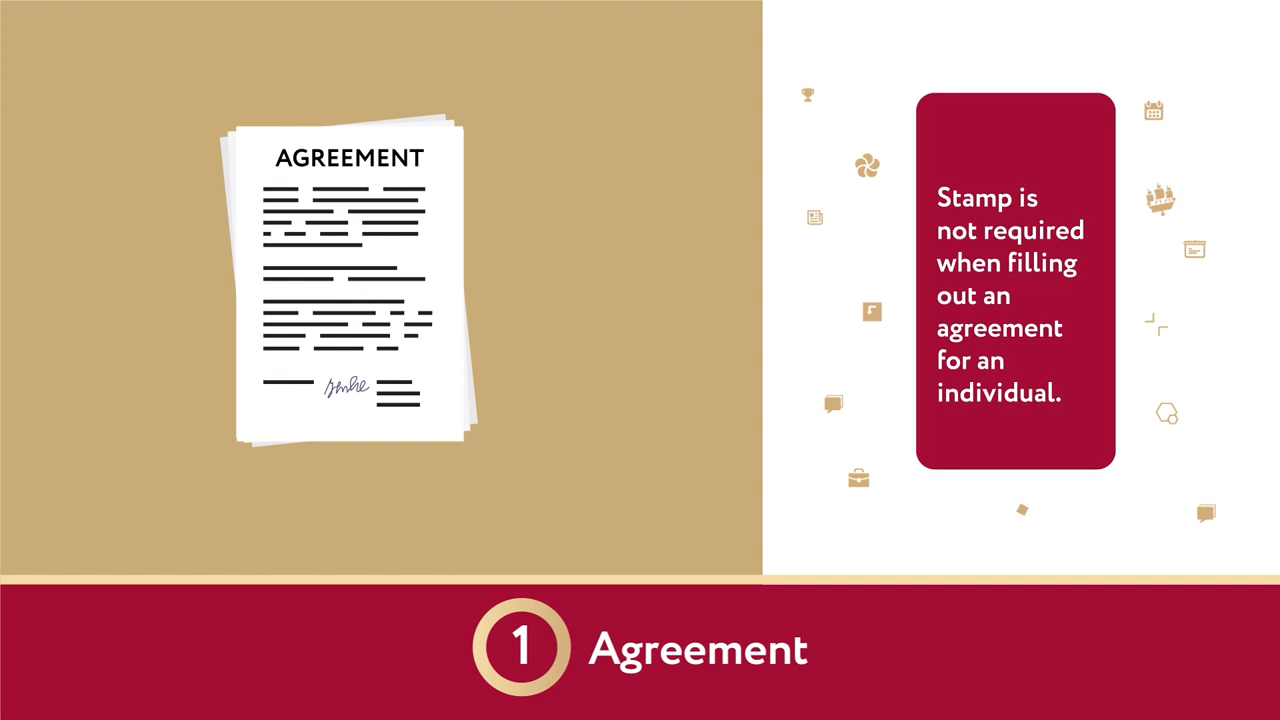 AGREEMENT
Stamp is
not required
when filling
out an
agreement
for an
individual.
1 Agreement